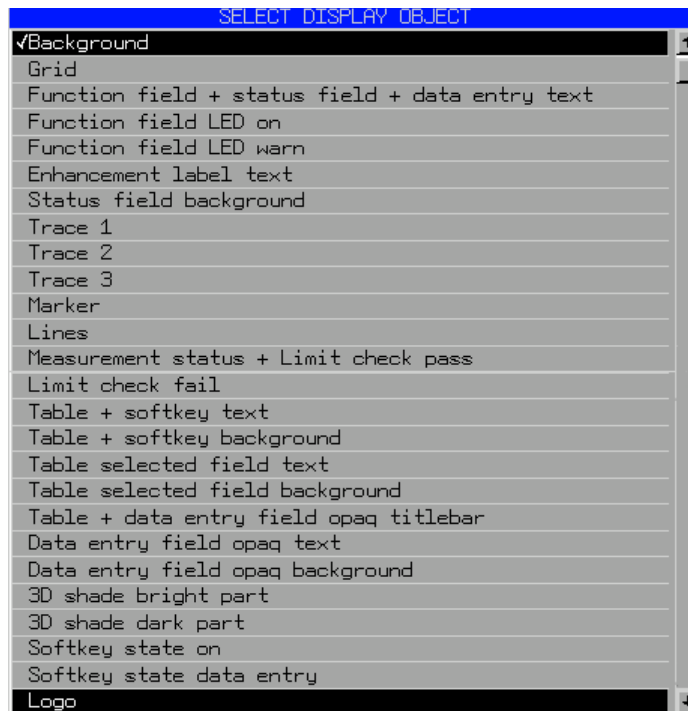 SELECT DISPLAY OBJECT
✓Background
Grid
Function field + status field + data entry text
Function field LED on
Function field LED warn
Enhancement label text
Status field background
Trace 1
Trace 2
Trace 3
Marker
Lines
Measurement status + Limit check pass
Limit check fail
Table + softkey text
Table + softkey background
Table selected field text
Table selected field background
Table + data entry field opaq titlebar
Data entry field opaq text
Data entry field opaq background
3D shade bright part
3D shade dark part
Softkey state on
Softkey state data entry
Logo